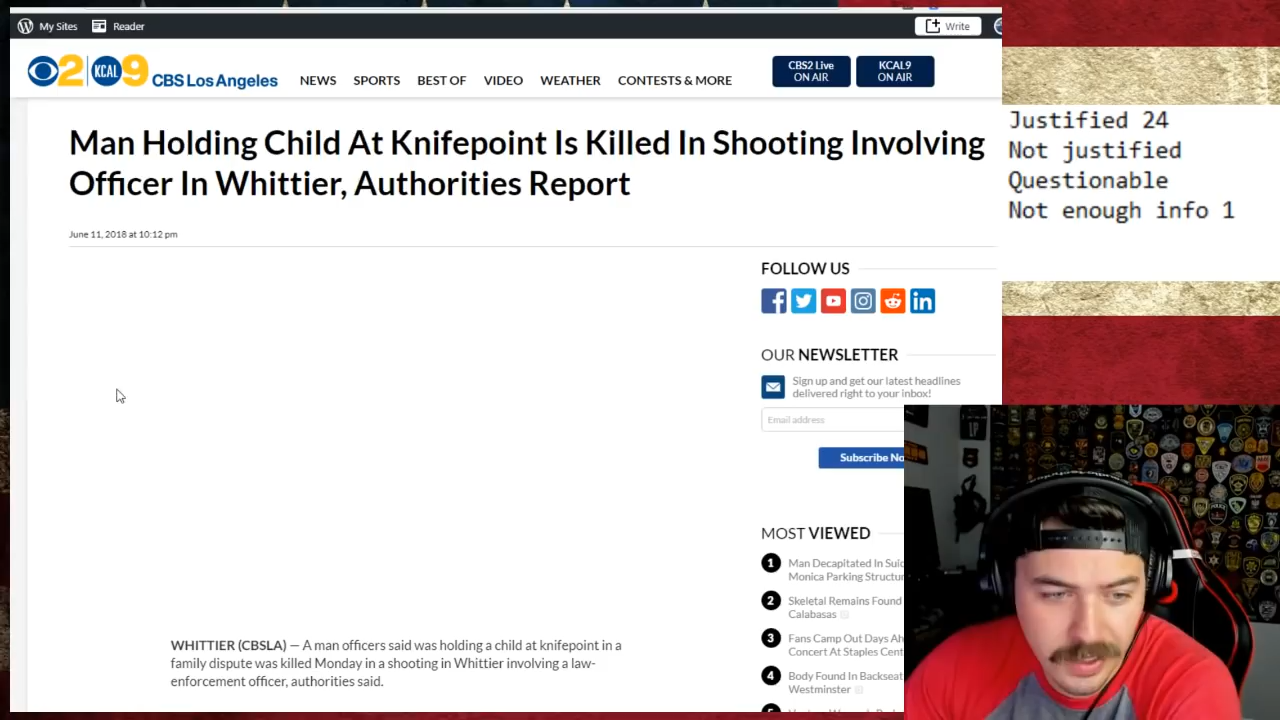 My Sites
Reader
Write
2 KCAL 9 CBS Los Angeles
NEWS
SPORTS
BEST OF
VIDEO
WEATHER
CONTESTS & MORE
CBS2 Live
ON AIR
KCAL9
ON AIR
Man Holding Child At Knifepoint Is Killed In Shooting Involving
Officer In Whittier, Authorities Report
June 11, 2018 at 10:12 pm
Justified 24
Not justified
Questionable
Not enough info 1
FOLLOW US
OUR NEWSLETTER
Sign up and get our latest headlines
delivered right to your inbox!
Email address
Subscribe
MOST VIEWED
1 Man Decapitated In
Monica Parking
2 Skeletal Remains Found
Calabasas
3 Fans Camp Out Days
Concert At Staples
4 Body Found In Backseat
Westminster
WHITTIER (CBSLA) — A man officers said was holding a child at knifepoint in a
family dispute was killed Monday in a shooting in Whittier involving a law-
enforcement officer, authorities said.